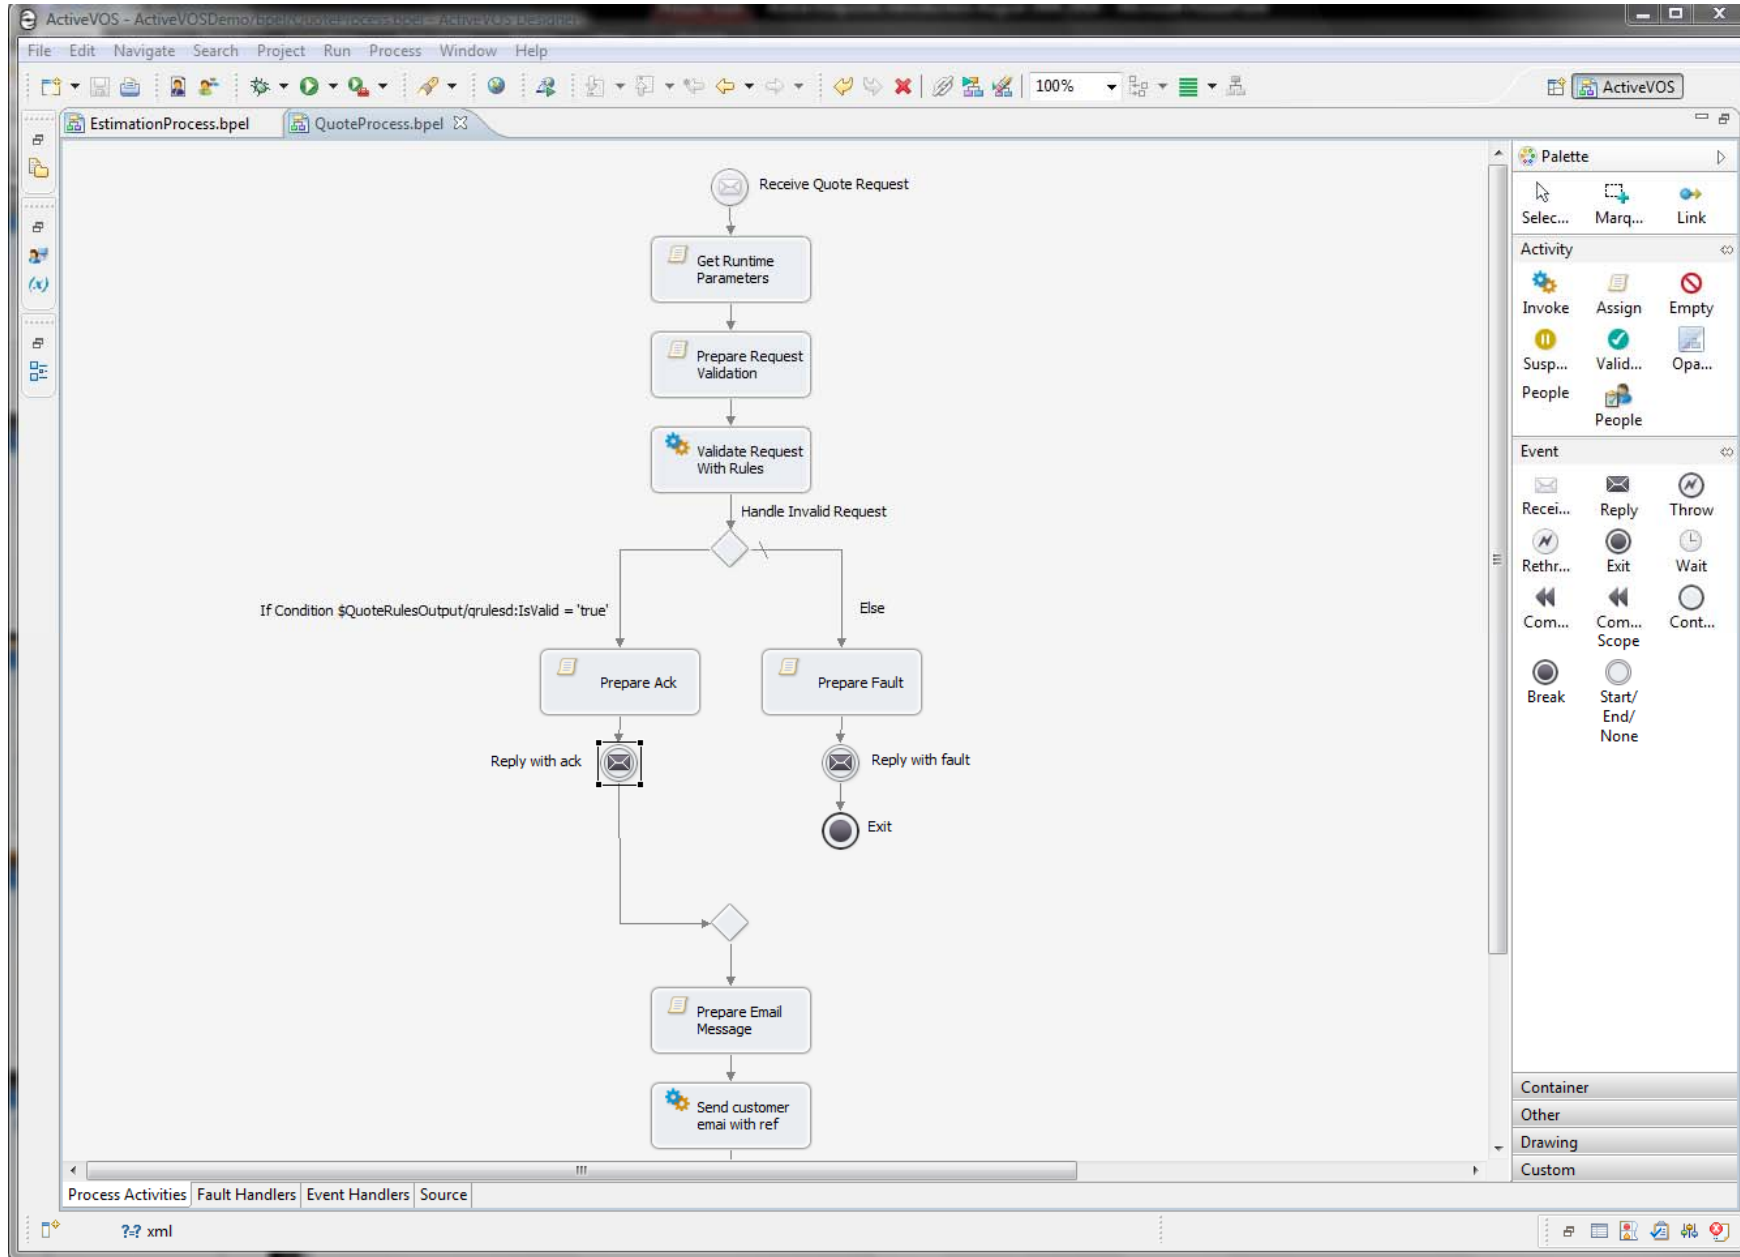 ActiveVOS - ActiveVOSDemo/bpel/QuoteProcess.bpel - ActiveVOS Designer
File Edit Navigate Search Project Run Process Window Help
100%
ActiveVOS
EstimationProcess.bpel
QuoteProcess.bpel
Receive Quote Request
Get Runtime
Parameters
Prepare Request
Validation
Validate Request
With Rules
Handle Invalid Request
If Condition $QuoteRulesOutput/qrulesd:IsValid = 'true'
Else
Prepare Ack
Prepare Fault
Reply with ack
Reply with fault
Exit
Prepare Email
Message
Send customer
emai with ref
Palette
Selec... Marq... Link
Activity
Invoke Assign Empty
Susp... Valid... Opa...
People
People
Event
Recei... Reply Throw
Rethr... Exit Wait
Com... Com... Cont...
Scope
Break Start/
End/
None
Container
Other
Drawing
Custom
Process Activities Fault Handlers Event Handlers Source
?=? xml